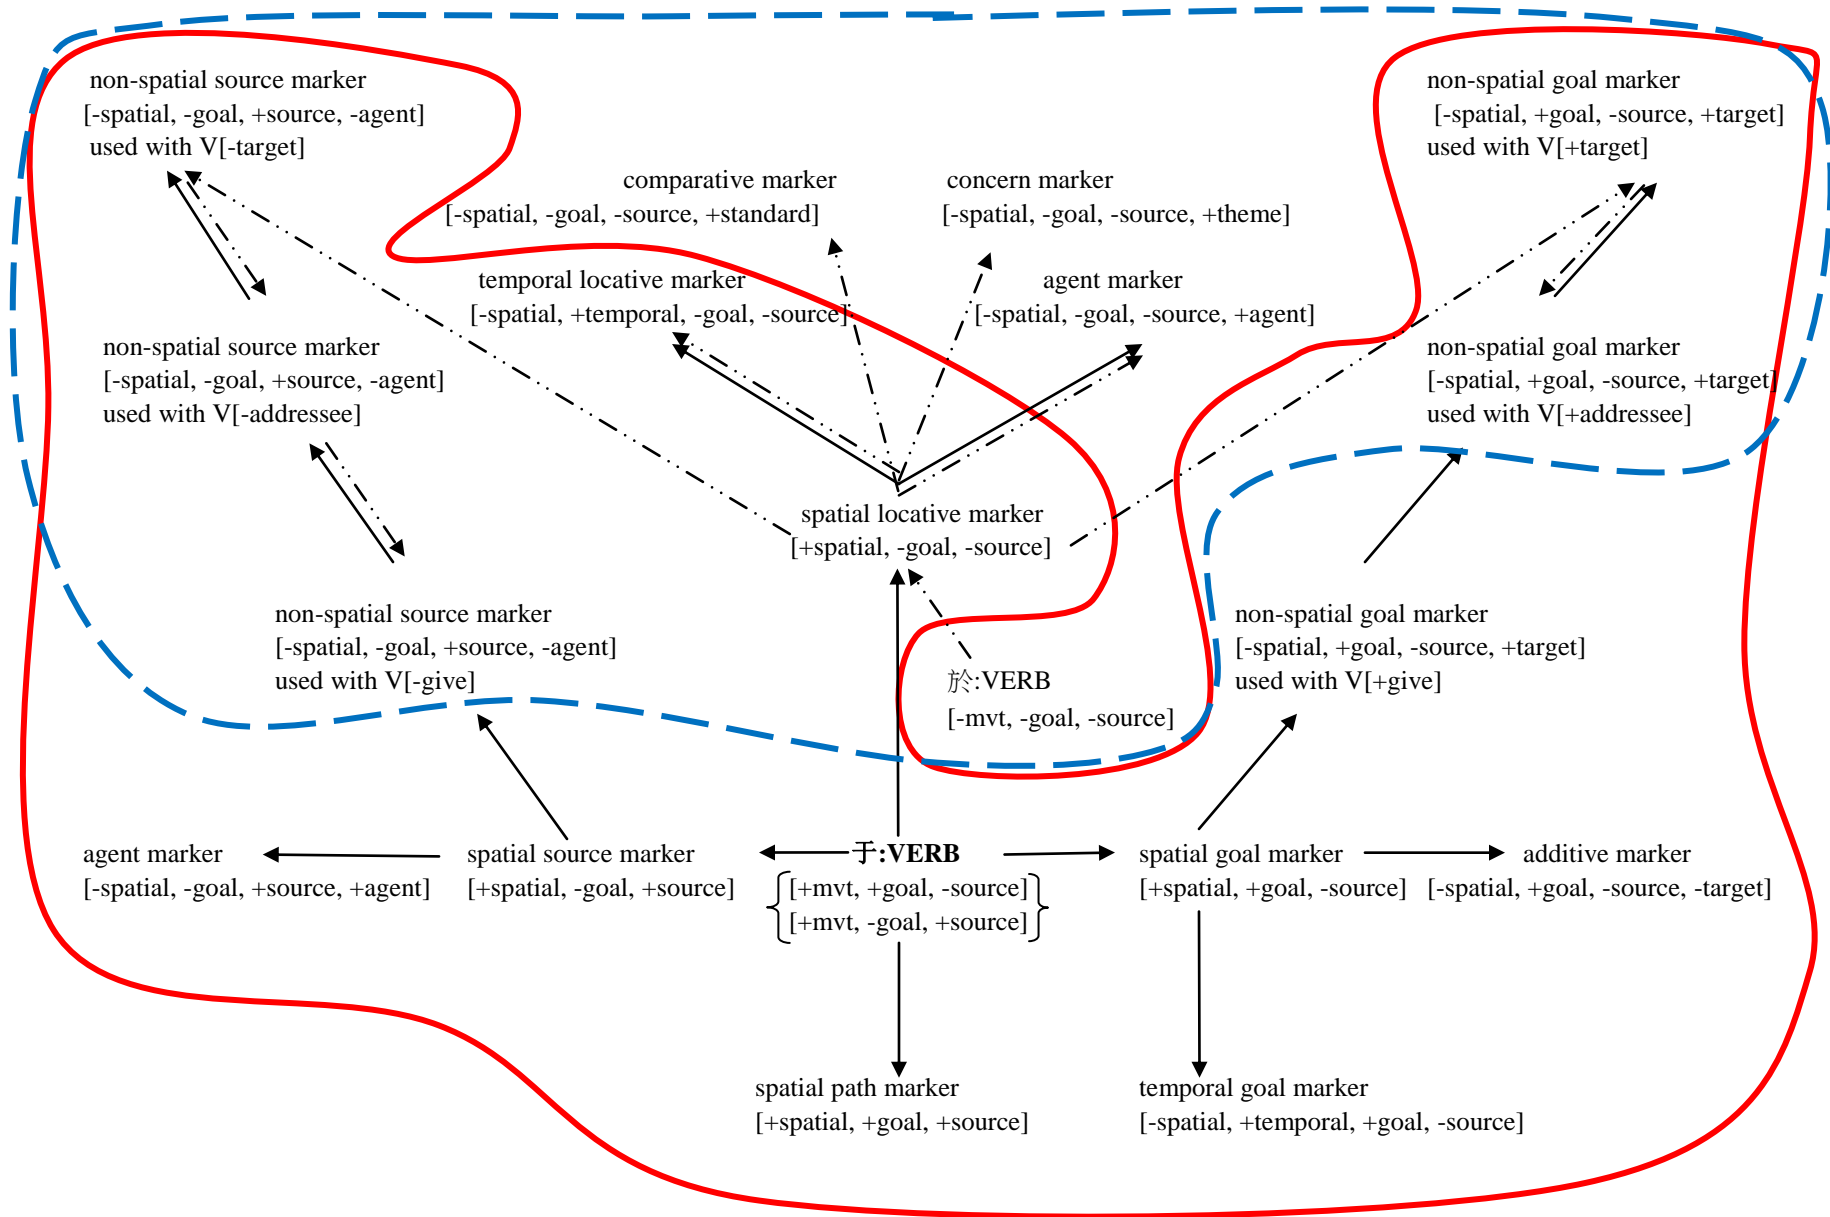 non-spatial source marker
[-spatial, -goal, +source, -agent]
used with V[-target]
non-spatial goal marker
[-spatial, +goal, -source, +target]
used with V[+target]
comparative marker
[-spatial, -goal, -source, +standard]
concern marker
[-spatial, -goal, -source, +theme]
temporal locative marker
[-spatial, +temporal, -goal, -source]
agent marker
[-spatial, -goal, -source, +agent]
non-spatial source marker
[-spatial, -goal, +source, -agent]
used with V[-addressee]
non-spatial goal marker
[-spatial, +goal, -source, +target]
used with V[+addressee]
spatial locative marker
[+spatial, -goal, -source]
non-spatial source marker
[-spatial, -goal, +source, -agent]
used with V[-give]
於:VERB
[-mvt, -goal, -source]
non-spatial goal marker
[-spatial, +goal, -source, +target]
used with V[+give]
agent marker
[-spatial, -goal, +source, +agent]
spatial source marker
[+spatial, -goal, +source]
于:VERB
[+mvt, +goal, -source]
[+mvt, -goal, +source]
spatial goal marker
[+spatial, +goal, -source]
additive marker
[-spatial, +goal, -source, -target]
spatial path marker
[+spatial, +goal, +source]
temporal goal marker
[-spatial, +temporal, +goal, -source]